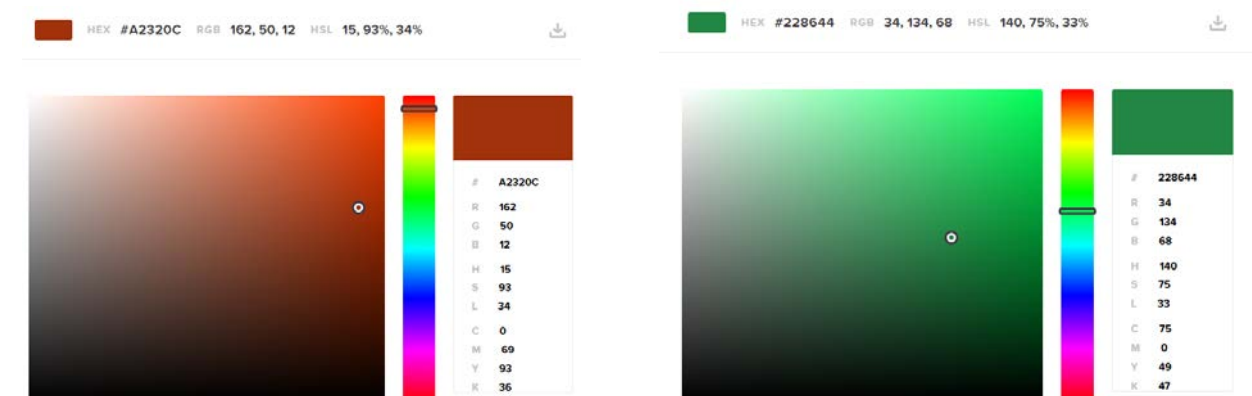 HEX #A2320C RGB 162, 50, 12 HSL 15, 93%, 34%
# A2320C
R 162
G 50
B 12
H 15
S 93
L 34
C 0
M 69
Y 93
K 36
HEX #228644 RGB 34, 134, 68 HSL 140, 75%, 33%
# 228644
R 34
G 134
B 68
H 140
S 75
L 33
C 75
M 0
Y 49
K 47